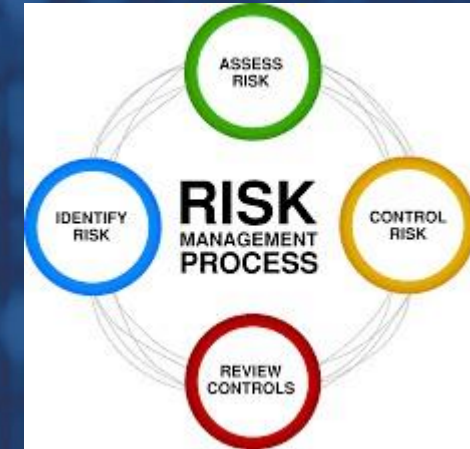 ASSESS
RISK
IDENTIFY
RISK
RISK
MANAGEMENT
PROCESS
CONTROL
RISK
REVIEW
CONTROLS